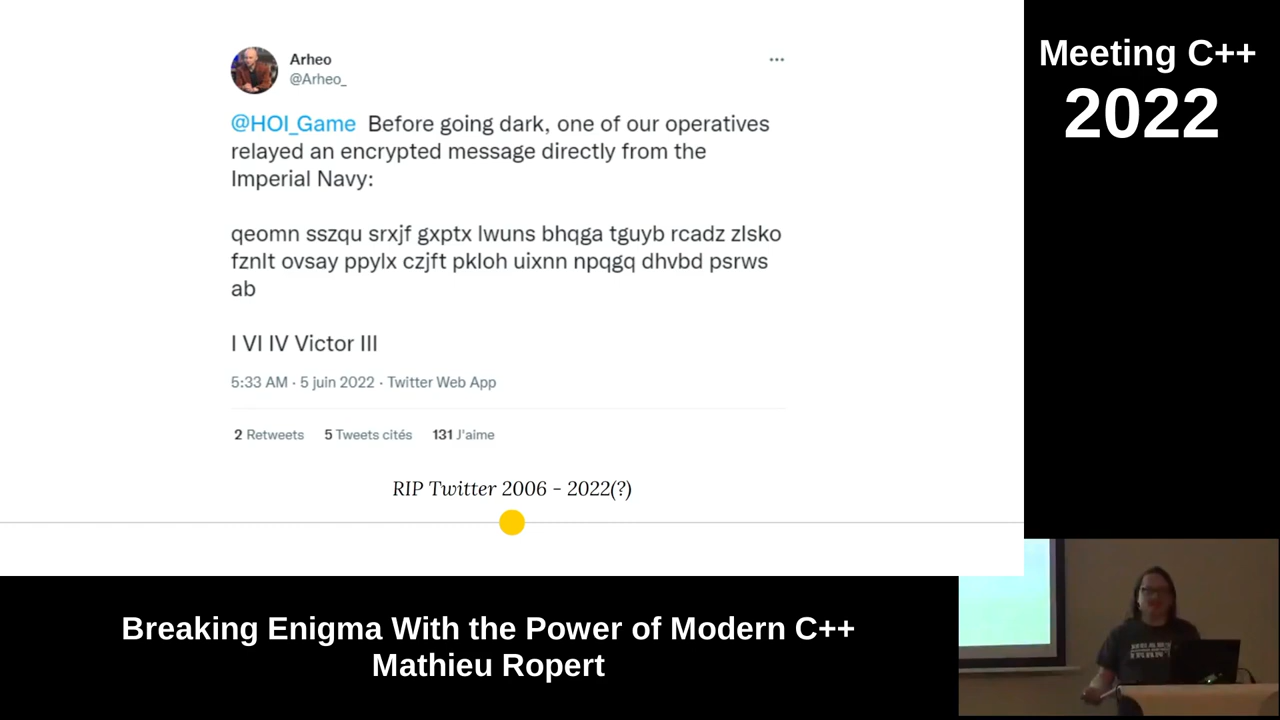 Arheo
@Arheo_
...
@HOI_Game Before going dark, one of our operatives
relayed an encrypted message directly from the
Imperial Navy:
qeomn sszqu srxjf gxptx lwuns bhqga tguyb rcadz zlsko
fznlt ovsay ppylx czjft pkloh uixnn npqgq dhvbd psrws
ab
I VI IV Victor III
5:33 AM · 5 juin 2022 · Twitter Web App
2 Retweets 5 Tweets cités 131 J'aime
RIP Twitter 2006 - 2022(?)
Meeting C++
2022
Breaking Enigma With the Power of Modern C++
Mathieu Ropert